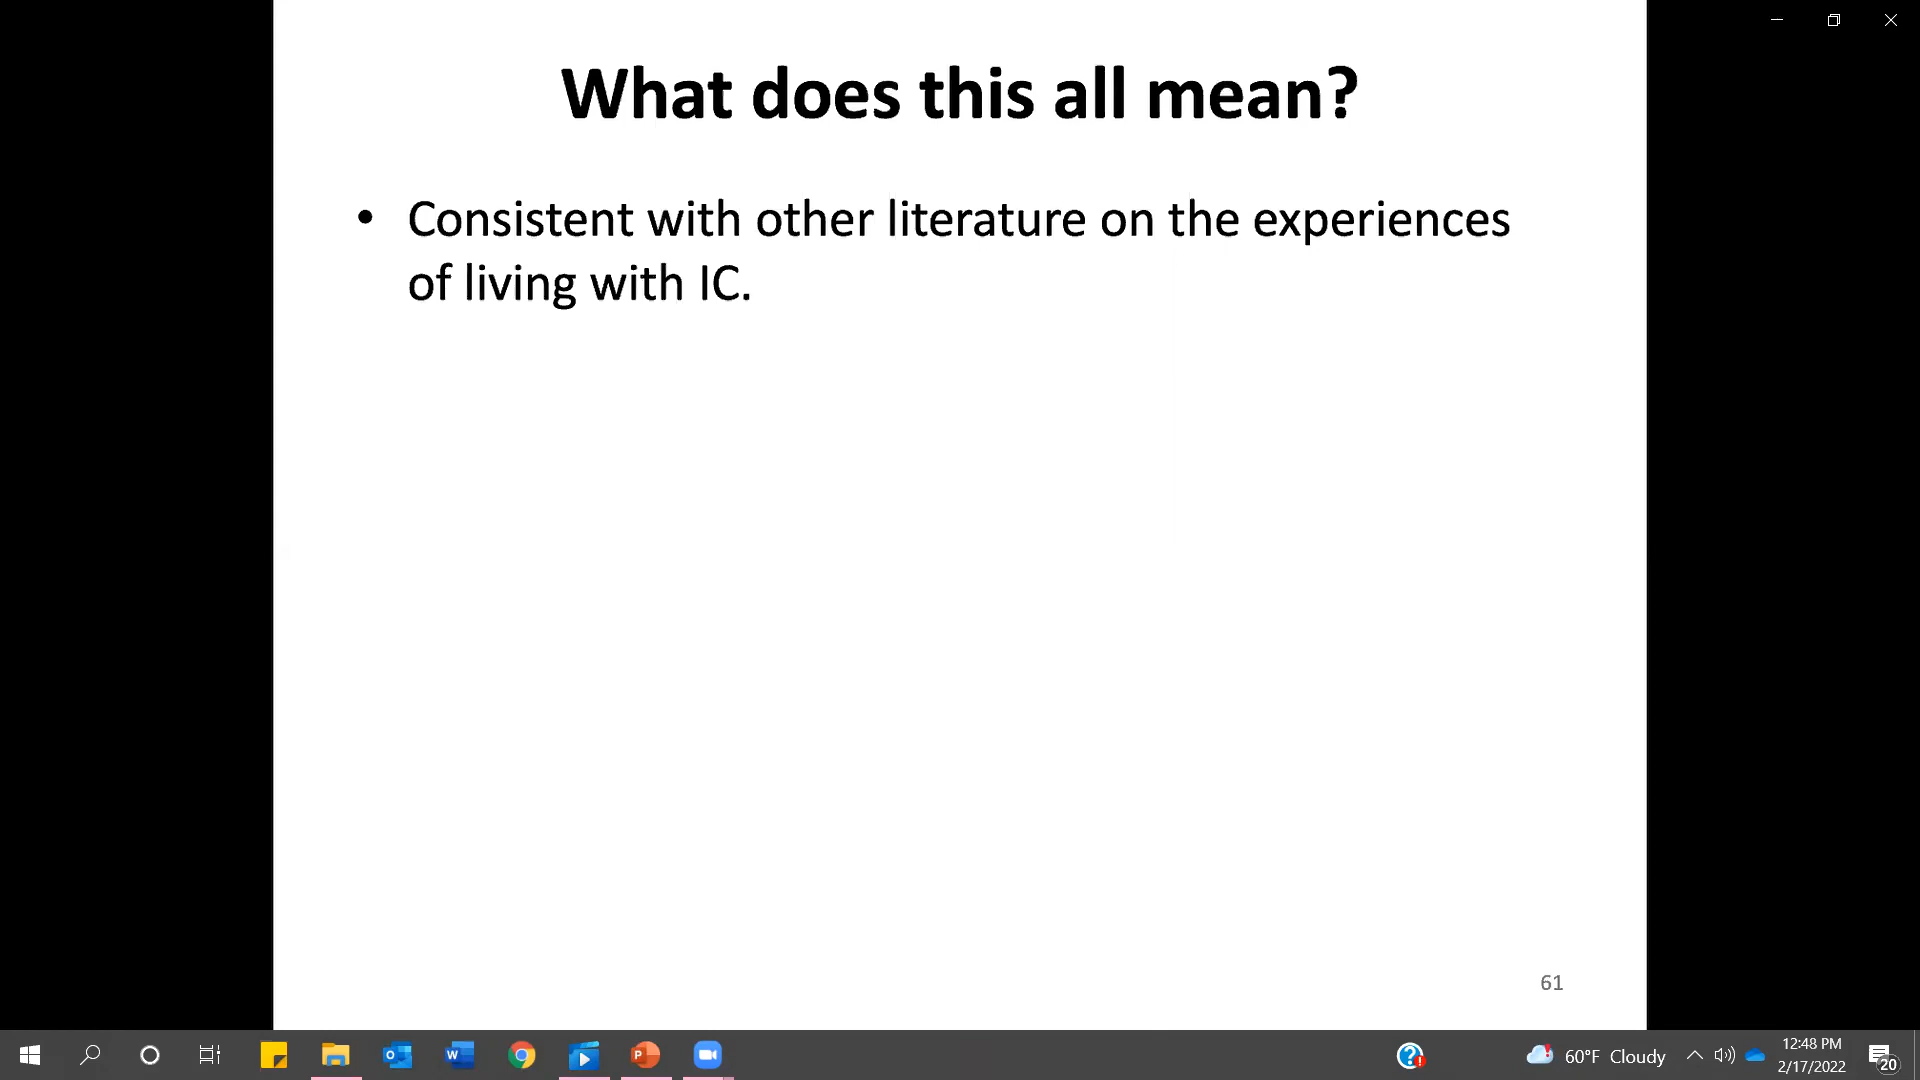 What does this all mean?
• Consistent with other literature on the experiences
of living with IC.
61
60°F Cloudy
12:48 PM
2/17/2022
20